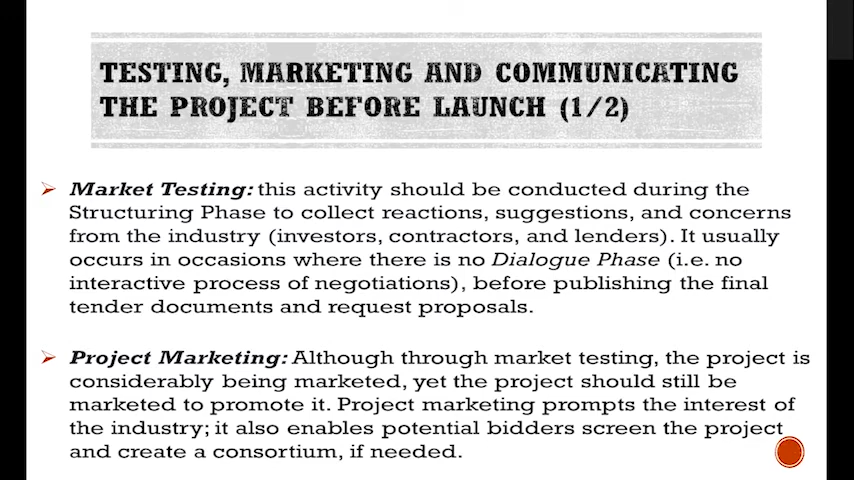 TESTING, MARKETING AND COMMUNICATING
THE PROJECT BEFORE LAUNCH (1/2)
Market Testing: this activity should be conducted during the
Structuring Phase to collect reactions, suggestions, and concerns
from the industry (investors, contractors, and lenders). It usually
occurs in occasions where there is no Dialogue Phase (i.e. no
interactive process of negotiations), before publishing the final
tender documents and request proposals.
Project Marketing: Although through market testing, the project is
considerably being marketed, yet the project should still be
marketed to promote it. Project marketing prompts the interest of
the industry; it also enables potential bidders screen the project
and create a consortium, if needed.